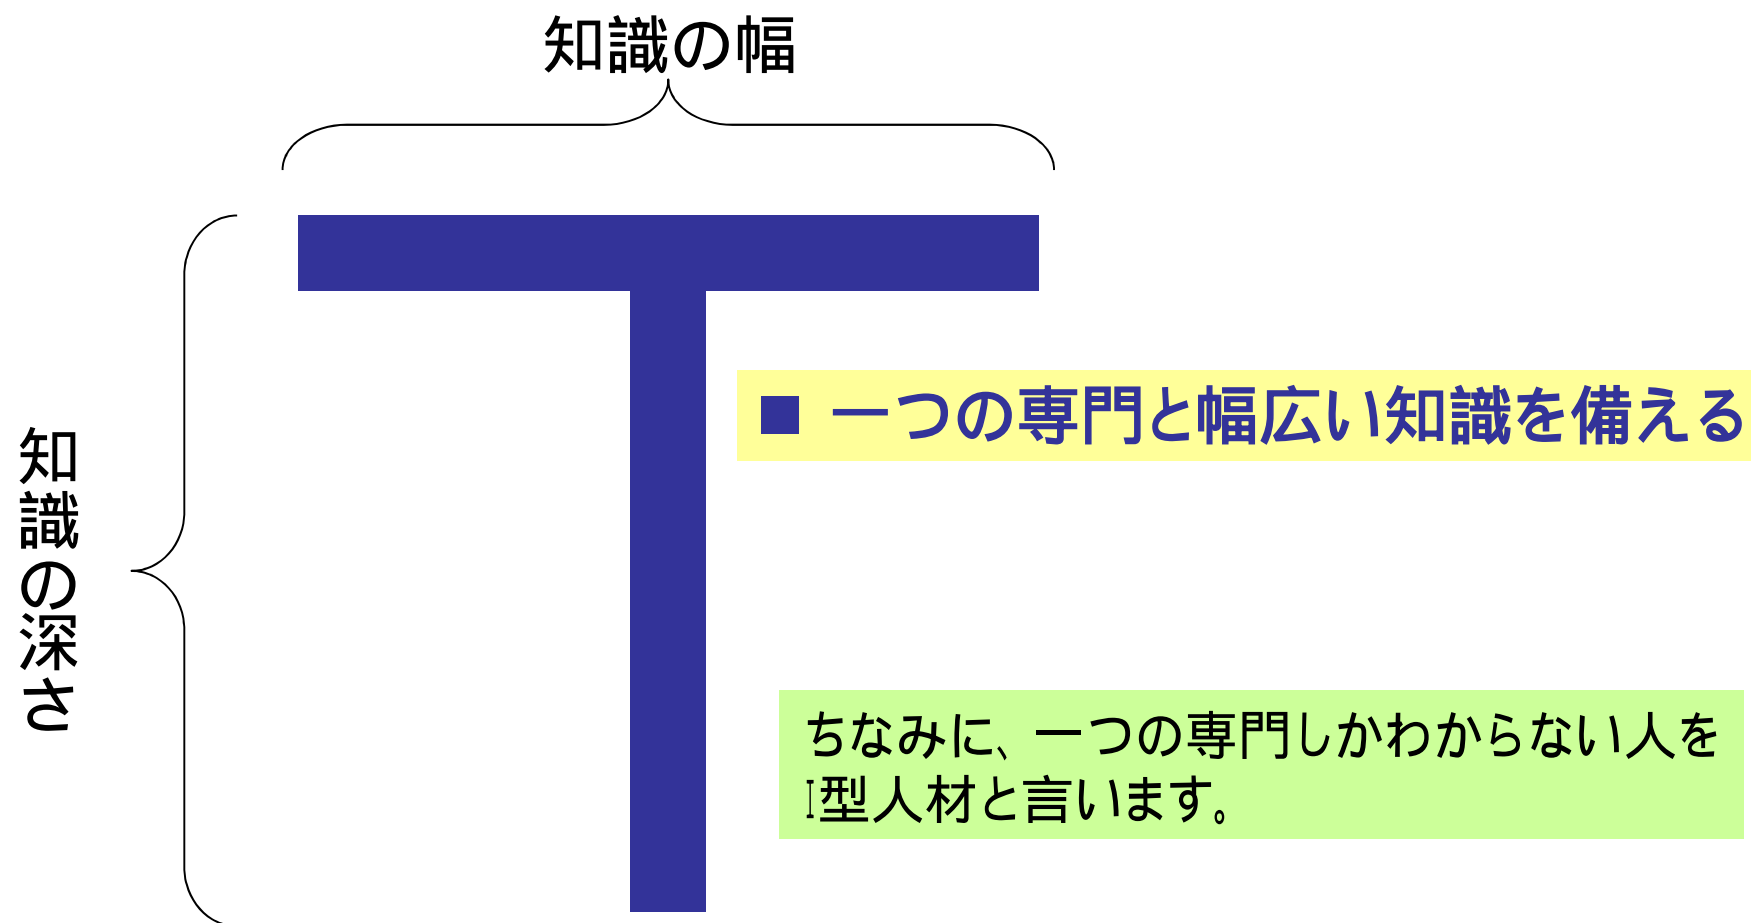 知識の幅
知識の深さ
■ 一つの専門と幅広い知識を備える
ちなみに、一つの専門しかわからない人を
I型人材と言います。